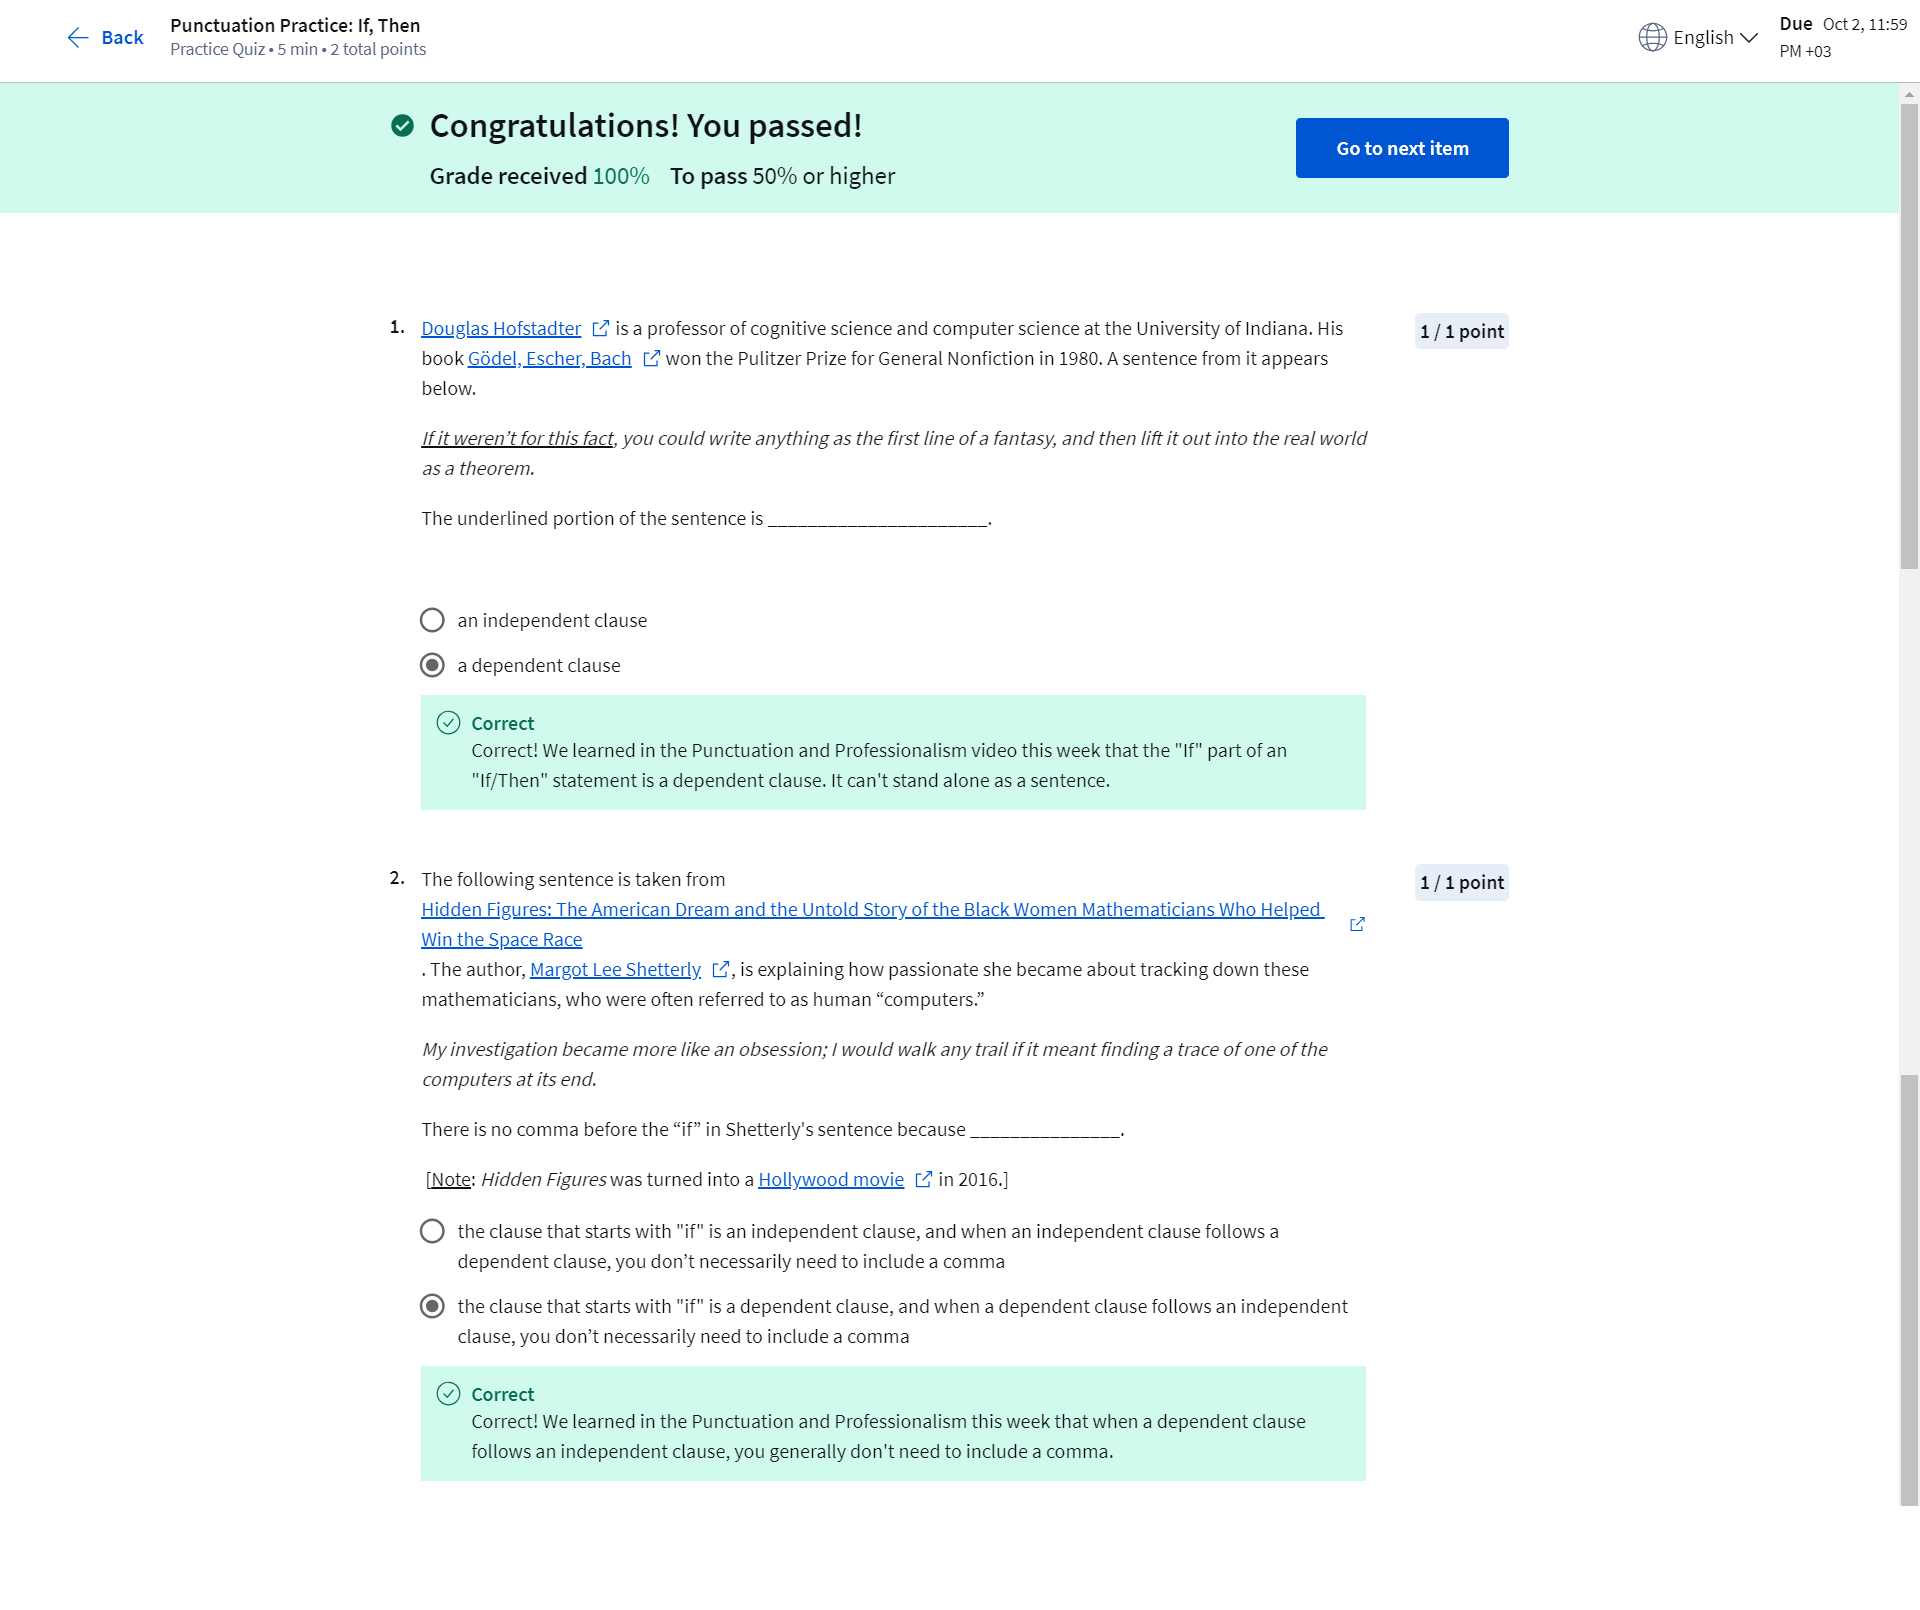 Back
Punctuation Practice: If, Then
Practice Quiz • 5 min • 2 total points
English
Due Oct 2, 11:59
PM +03
Congratulations! You passed!
Grade received 100% To pass 50% or higher
Go to next item
1. Douglas Hofstadter is a professor of cognitive science and computer science at the University of Indiana. His
book Gödel, Escher, Bach won the Pulitzer Prize for General Nonfiction in 1980. A sentence from it appears
below.
1 / 1 point
If it weren’t for this fact, you could write anything as the first line of a fantasy, and then lift it out into the real world
as a theorem.
The underlined portion of the sentence is ______________________.
an independent clause
a dependent clause
Correct
Correct! We learned in the Punctuation and Professionalism video this week that the "If" part of an
"If/Then" statement is a dependent clause. It can't stand alone as a sentence.
2. The following sentence is taken from
1 / 1 point
Hidden Figures: The American Dream and the Untold Story of the Black Women Mathematicians Who Helped
Win the Space Race
. The author, Margot Lee Shetterly, is explaining how passionate she became about tracking down these
mathematicians, who were often referred to as human “computers.”
My investigation became more like an obsession; I would walk any trail if it meant finding a trace of one of the
computers at its end.
There is no comma before the “if” in Shetterly's sentence because _______________.
[Note: Hidden Figures was turned into a Hollywood movie in 2016.]
the clause that starts with "if" is an independent clause, and when an independent clause follows a
dependent clause, you don’t necessarily need to include a comma
the clause that starts with "if" is a dependent clause, and when a dependent clause follows an independent
clause, you don’t necessarily need to include a comma
Correct
Correct! We learned in the Punctuation and Professionalism this week that when a dependent clause
follows an independent clause, you generally don't need to include a comma.